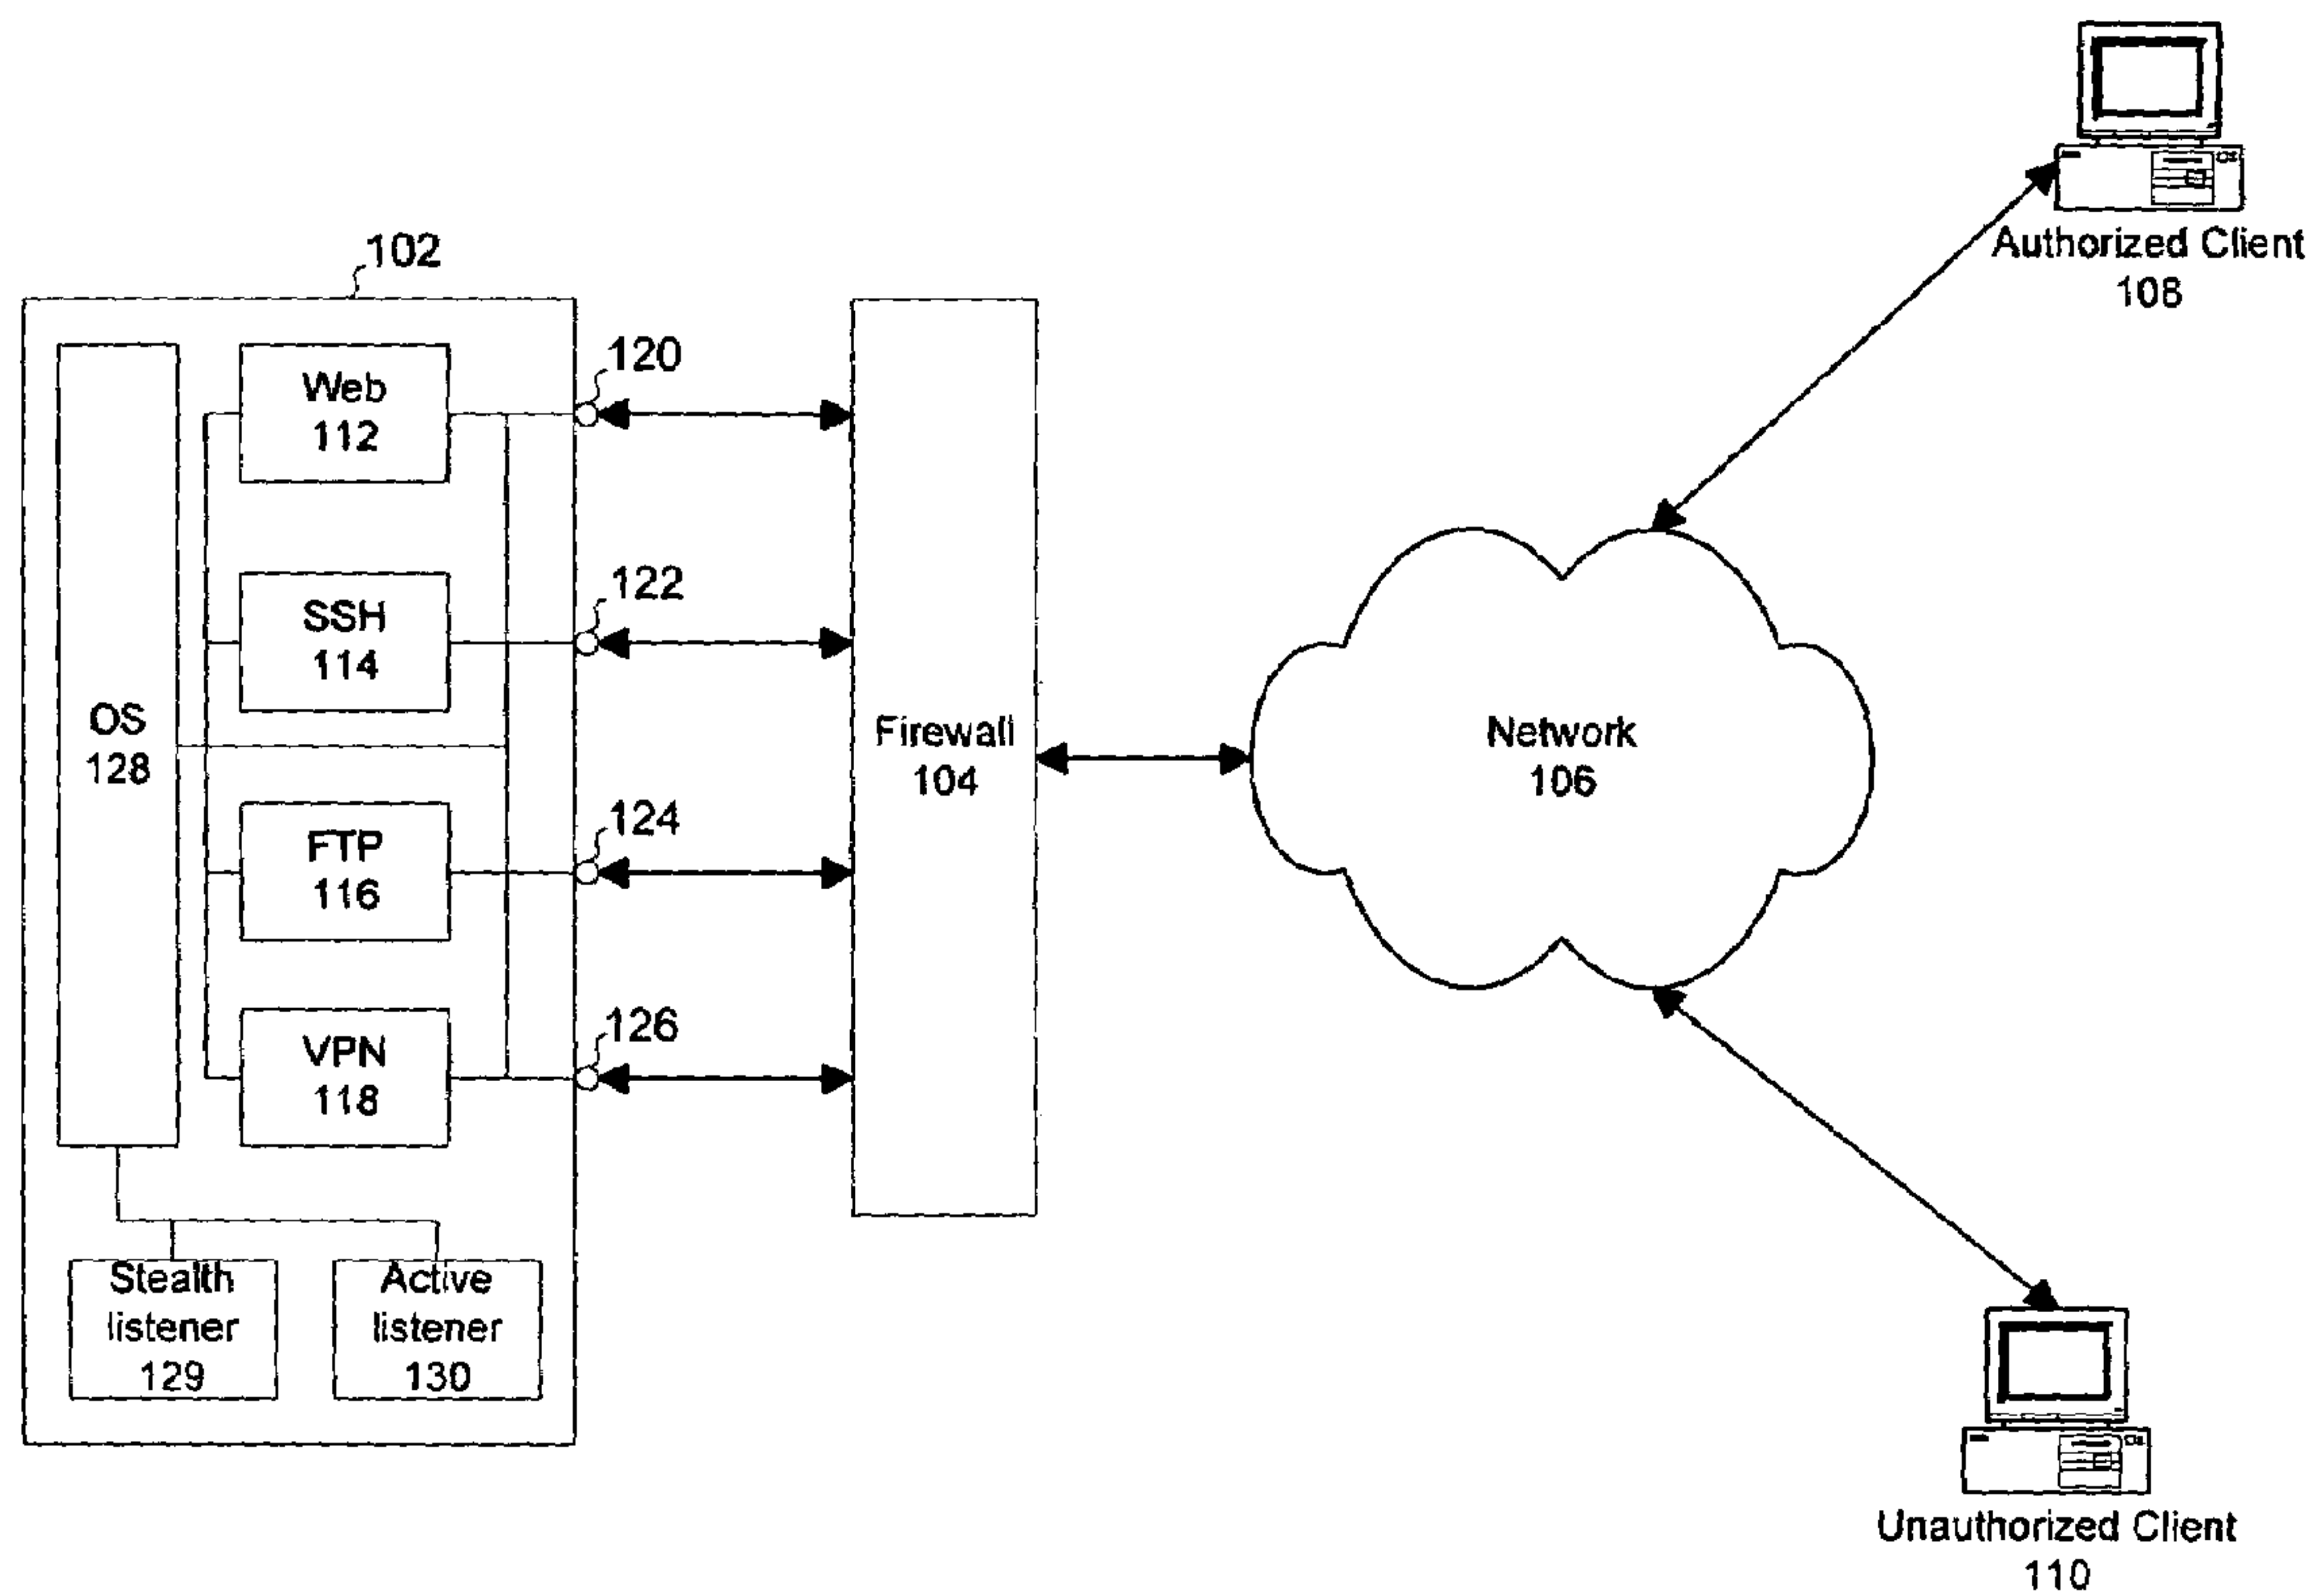 Authorized Client
108
102
120
Web
112
122
SSH
114
OS
128
Firewall
104
Network
106
124
FTP
116
126
VPN
118
Stealth
listener
129
Active
listener
130
Unauthorized Client
110